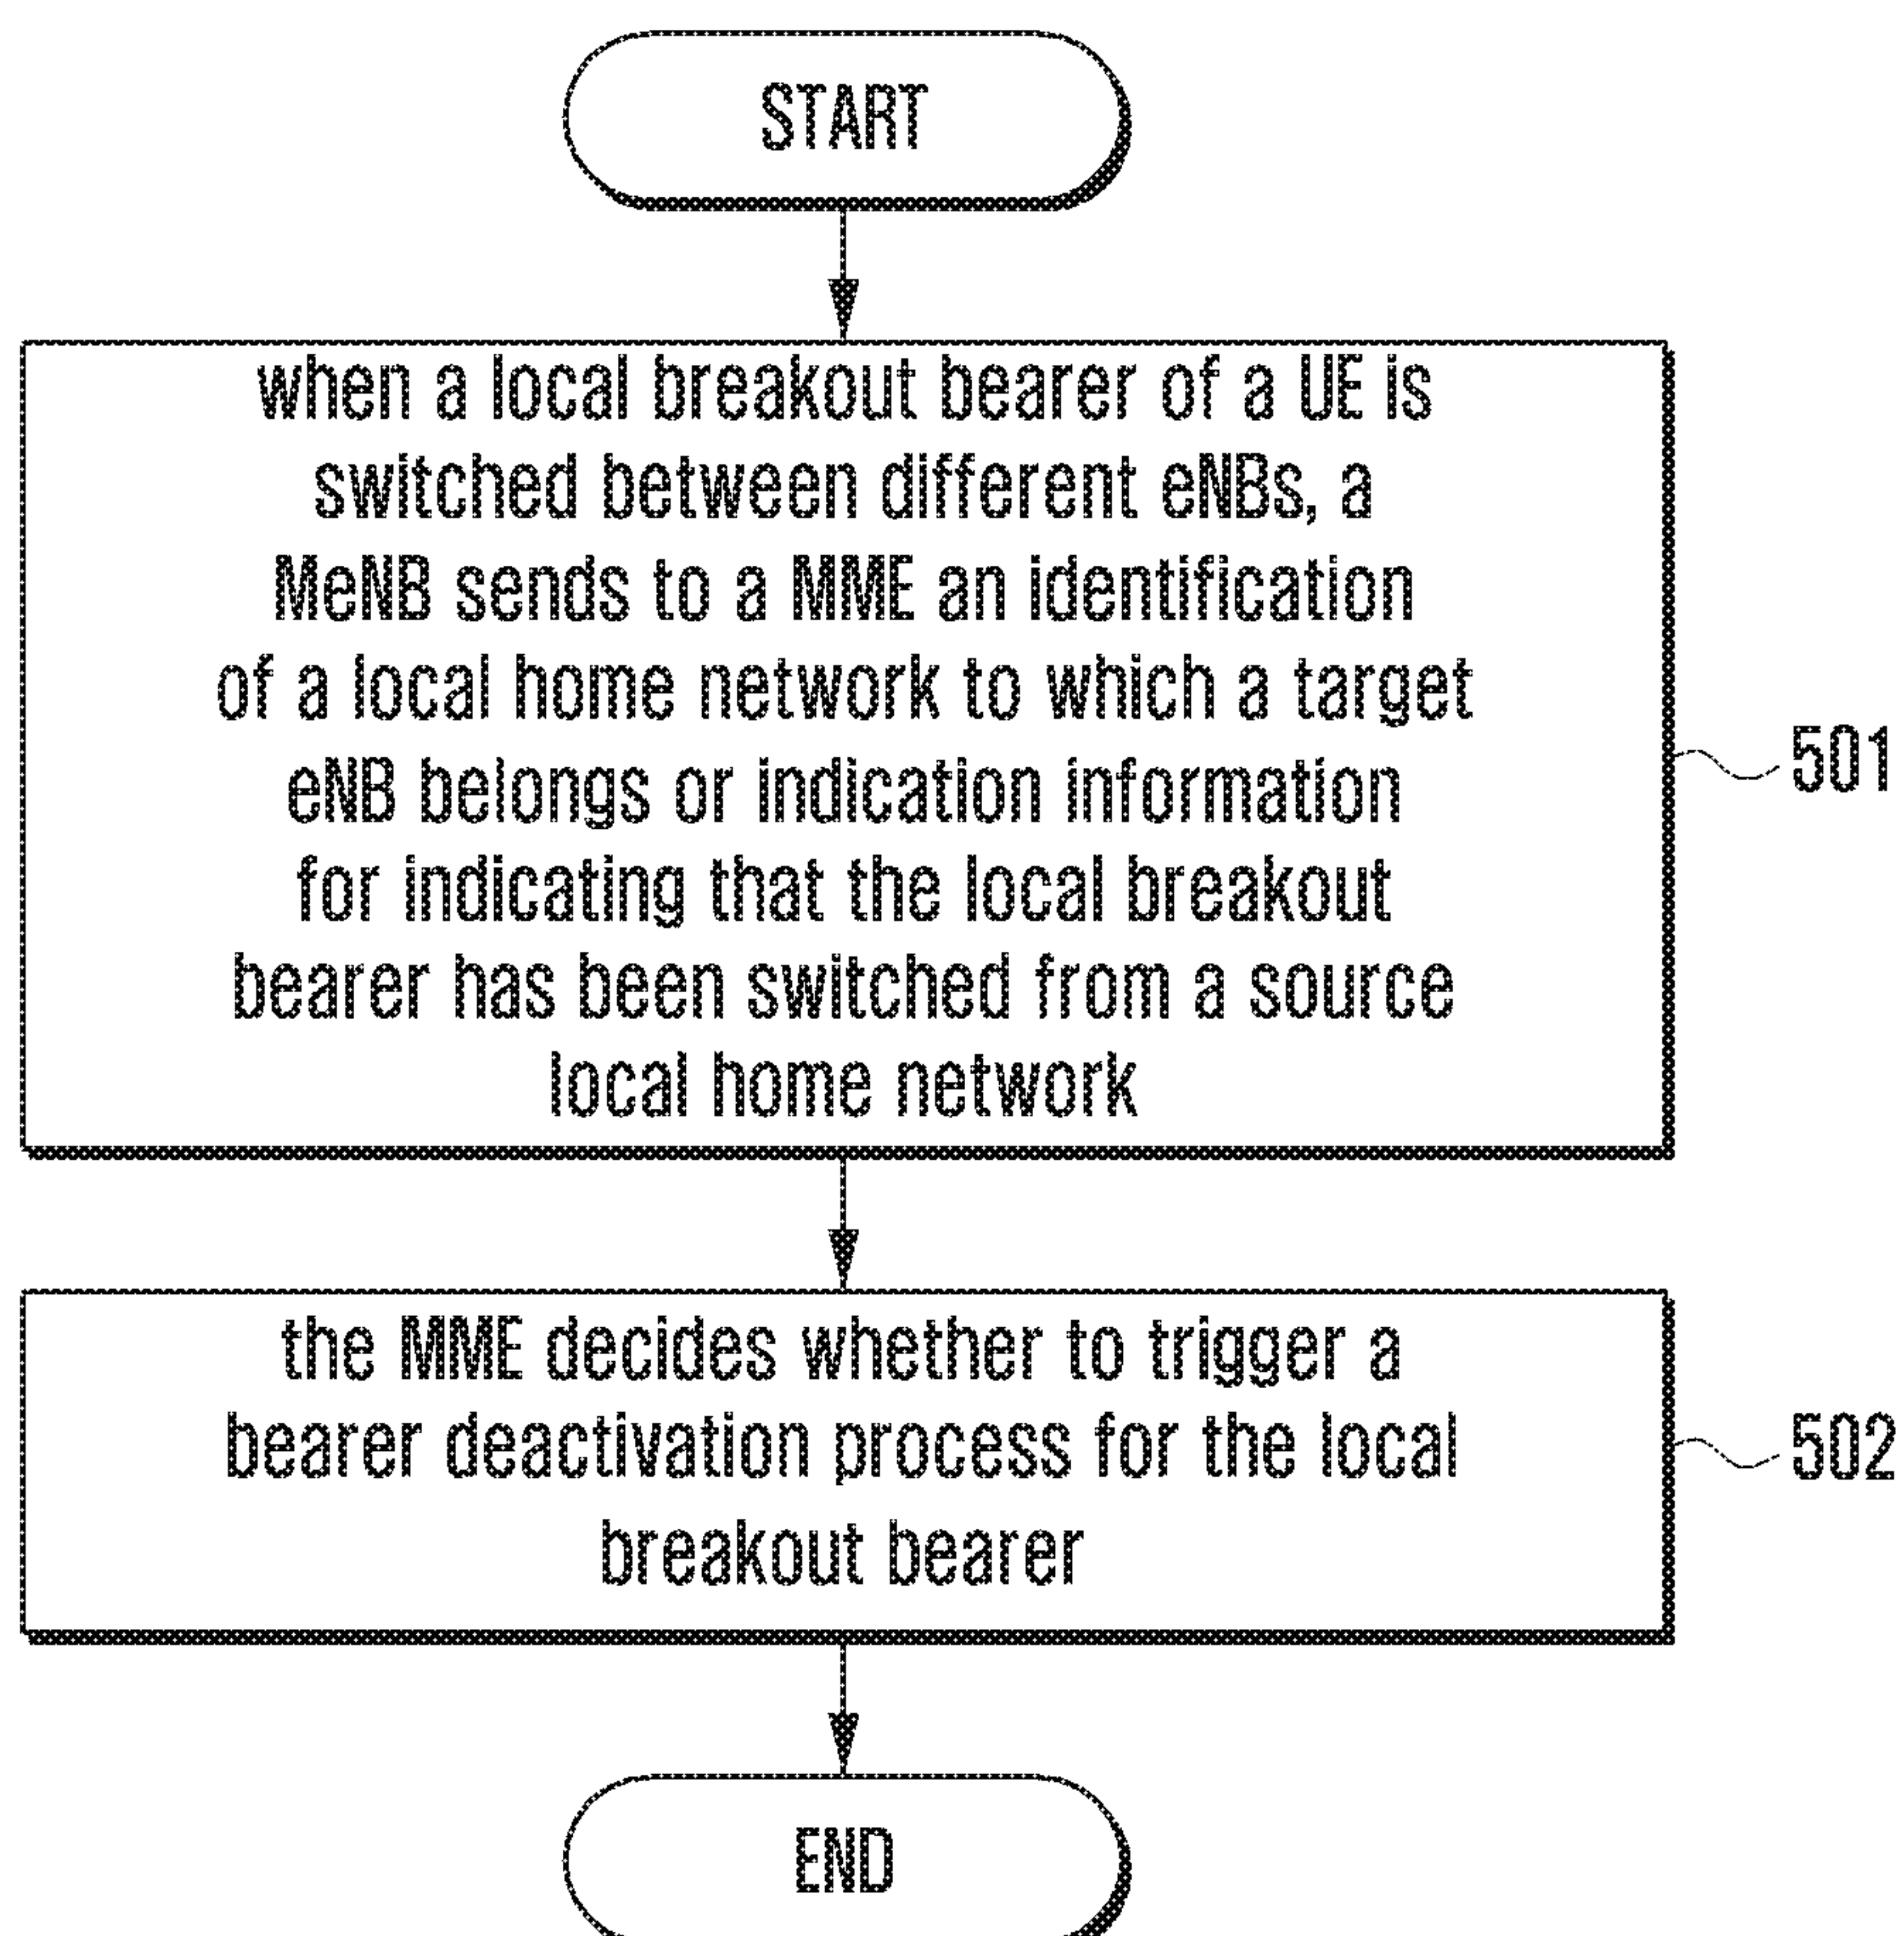 START
when a local breakout bearer of a UE is
switched between different eNBs, a
MeNB sends to a MME an identification
of a local home network to which a target
eNB belongs or indication information
for indicating that the local breakout
bearer has been switched from a source
local home network
501
the MME decides whether to trigger a
bearer deactivation process for the local
breakout bearer
502
END